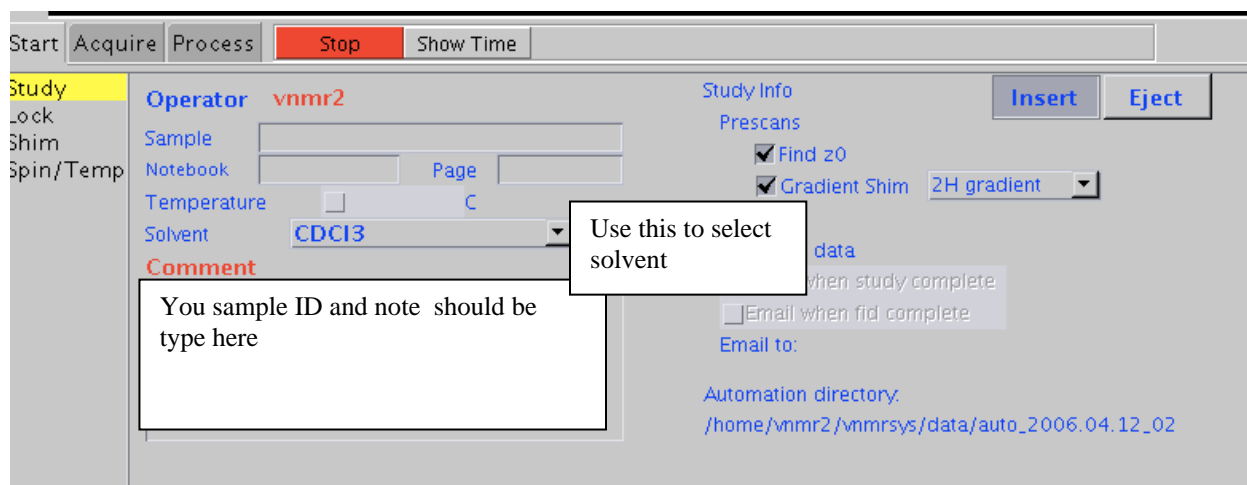 Start Acquire Process Stop Show Time
Study
Lock
Shim
Spin/Temp
Operator vnmr2
Sample
Notebook Page
Temperature C
Solvent CDCl3
Comment
You sample ID and note should be
type here
Use this to select
solvent
Study Info
Insert Eject
Prescans
Find z0
Gradient Shim 2H gradient
data
when study complete
Email when fid complete
Email to:
Automation directory:
/home/vnmr2/vnmrsys/data/auto_2006.04.12_02